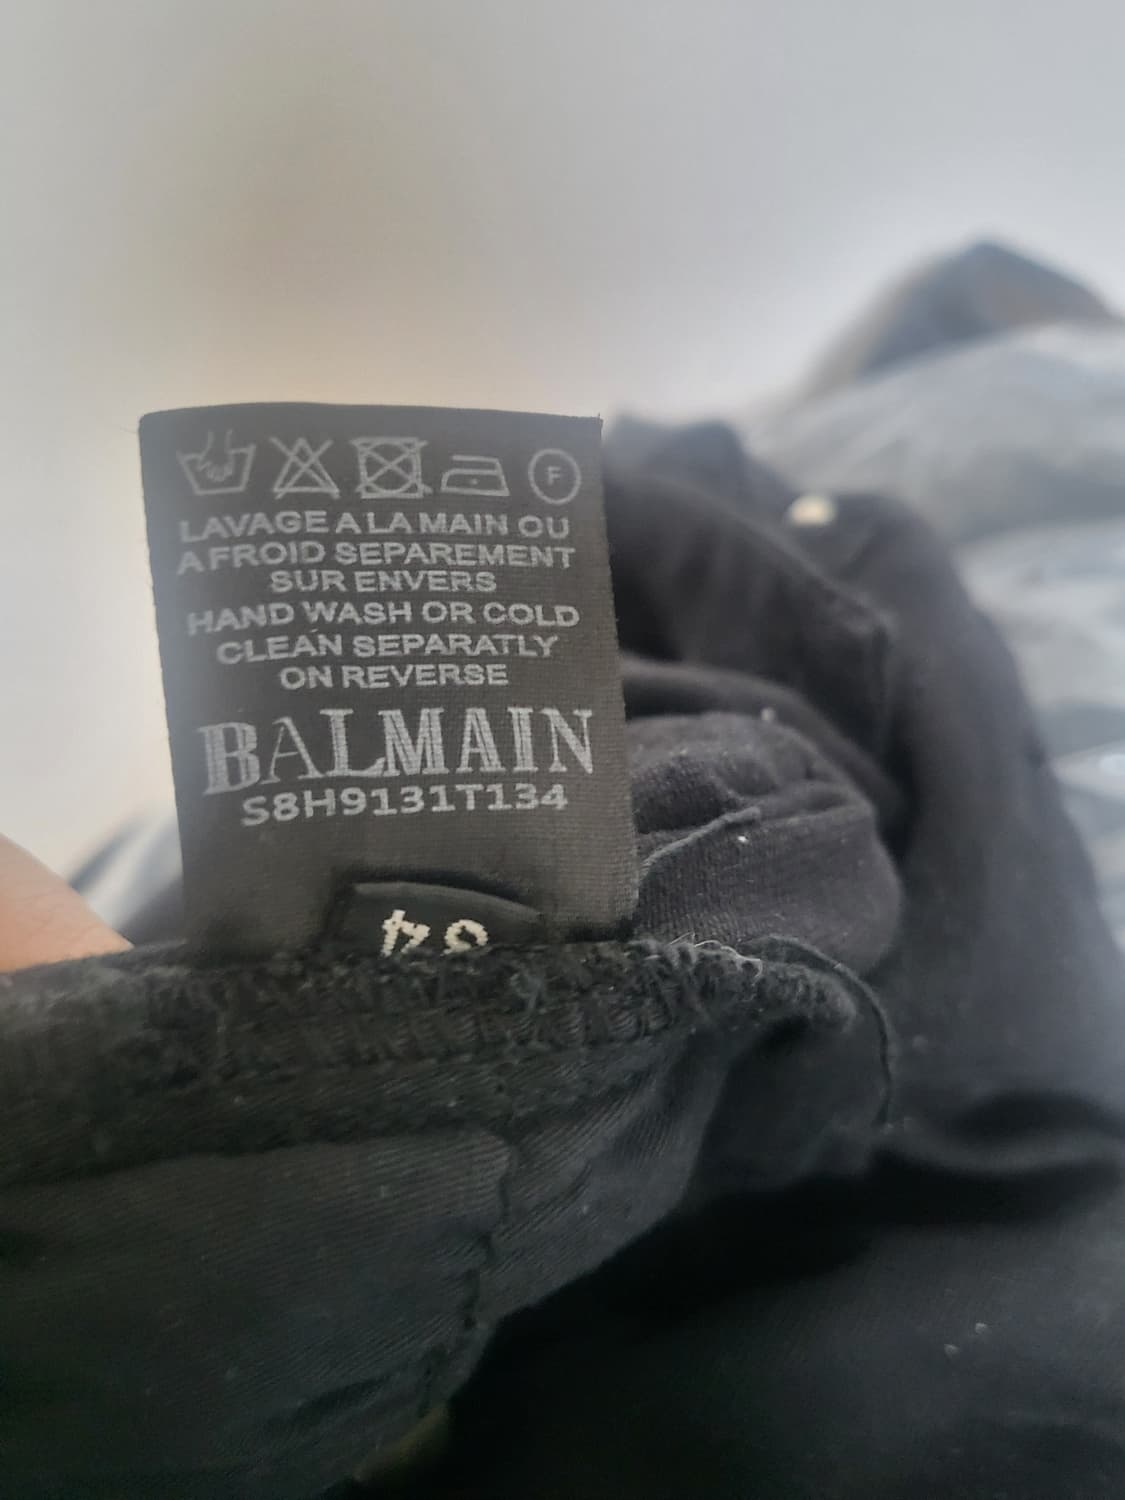 F
LAVAGE A LA MAIN OU
A FROID SEPAREMENT
SUR ENVERS
HAND WASH OR COLD
CLEAN SEPARATLY
ON REVERSE
BALMAIN
S8H9131T134